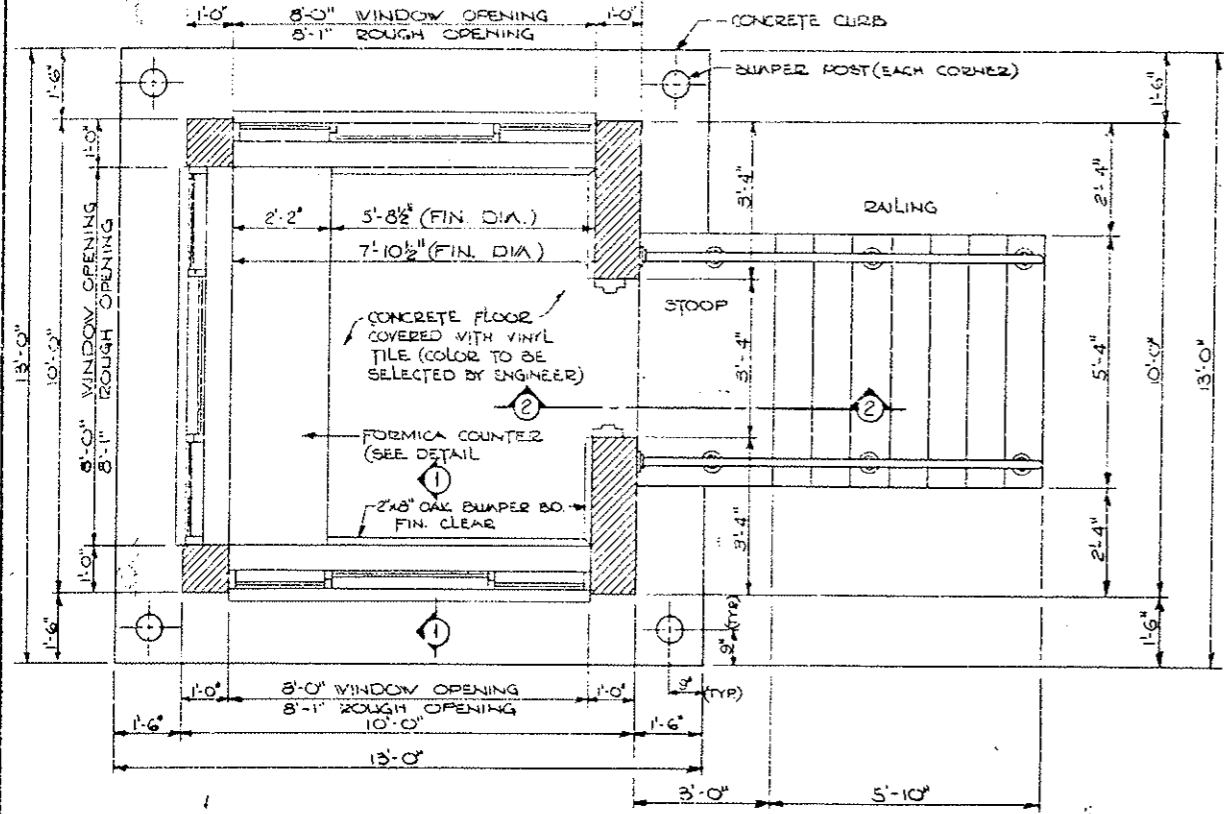 1'-0" 8'-0" WINDOW OPENING 1'-0"
8'-1" ROUGH OPENING
CONCRETE CURB
BUMPER POST (EACH CORNER)
1'-6"
1'-6"
1'-0"
3'-4"
2'-4"
RAILING
2'-2" 5'-8½" (FIN. DIA.)
7'-10½" (FIN. DIA)
8'-0" WINDOW OPENING
8'-1" ROUGH OPENING
13'-0"
10'-0"
CONCRETE FLOOR
COVERED WITH VINYL
TILE (COLOR TO BE
SELECTED BY ENGINEER)
STOOP
3'-4"
5'-4"
10'-0"
13'-0"
2 2
FORMICA COUNTER
(SEE DETAIL
1
2"x8" OAK BUMPER BD.
FIN. CLEAR
3'-4"
2'-4"
1'-0"
1'-6"
1
9" (TYP.)
1'-6"
1'-0" 8'-0" WINDOW OPENING 1'-0"
8'-1" ROUGH OPENING
9" (TYP.)
1'-6" 10'-0" 1'-6"
13'-0"
3'-0" 5'-10"